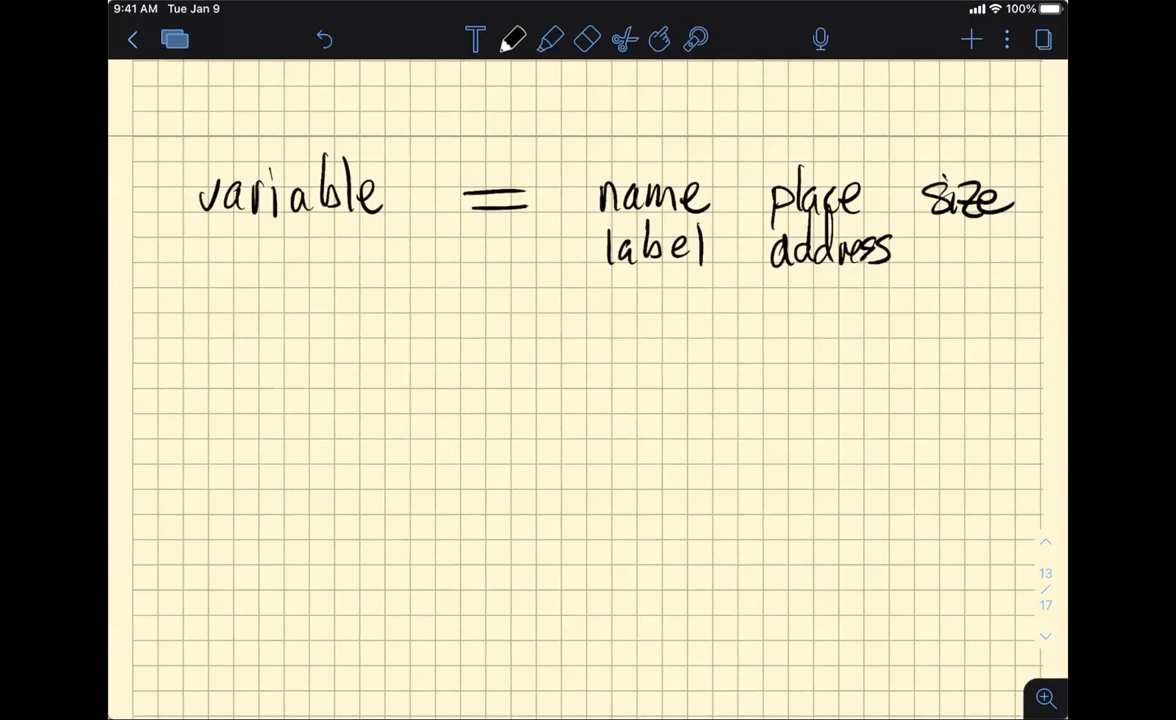 9:41 AM Tue Jan 9 100%
T
variable = name place size
label address
13
/
17